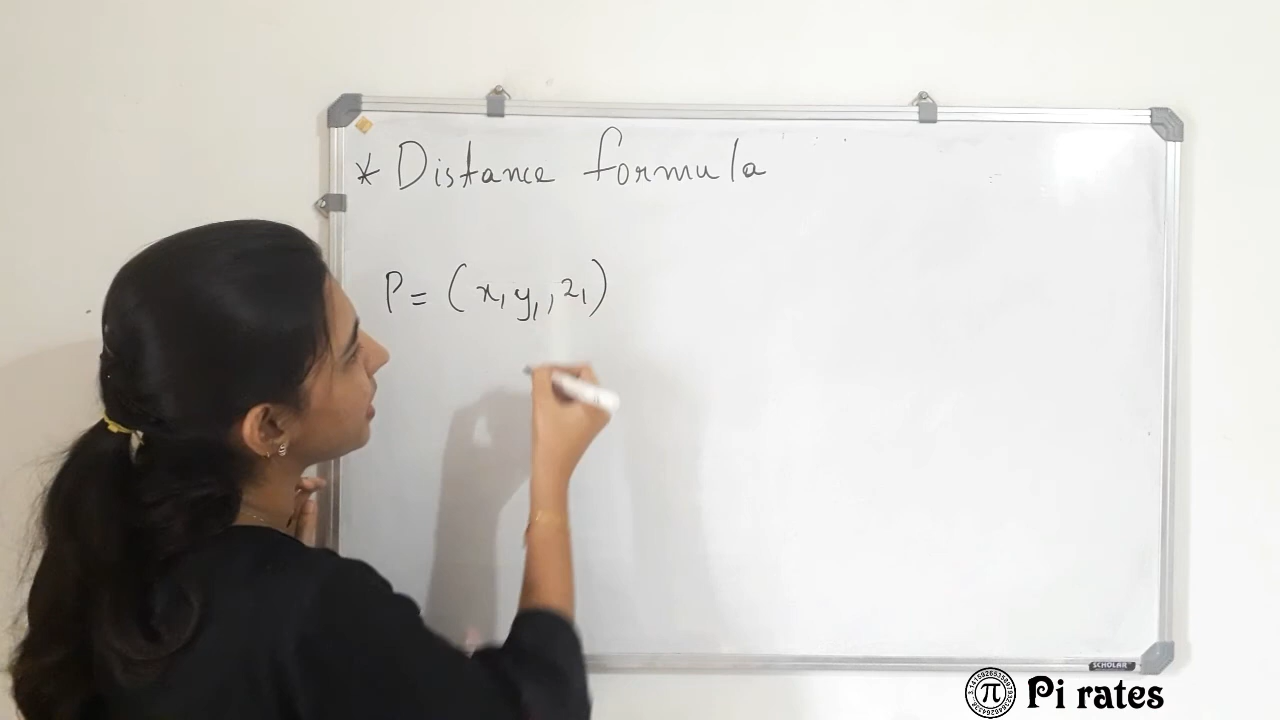 * Distance formula
P = (x₁ y₁, z₁)
SCHOLAR
π Pi rates